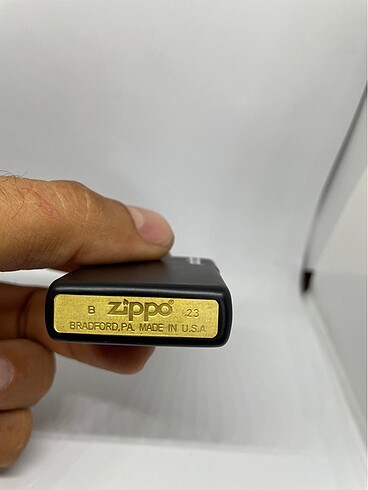 B zippo® 23
BRADFORD,PA. MADE IN U.S.A